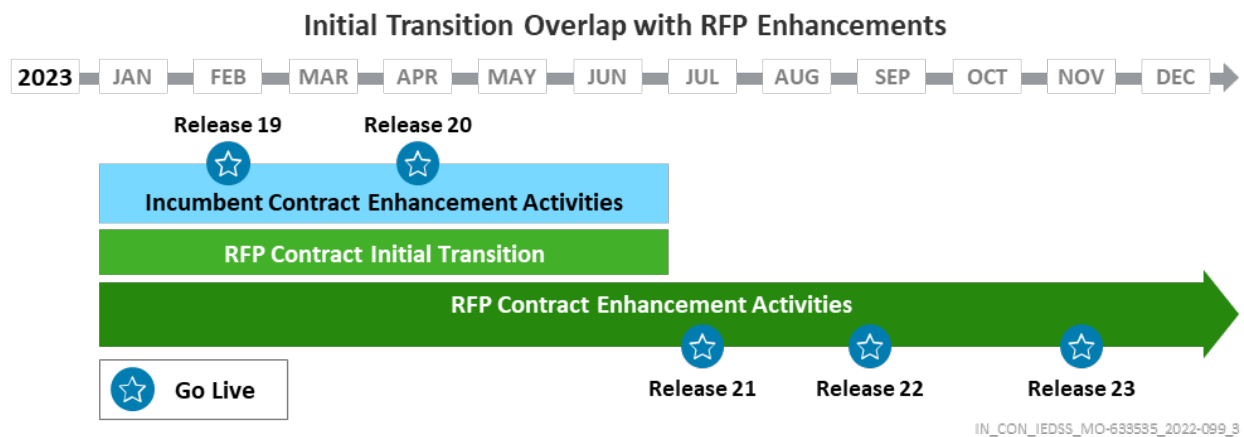 Initial Transition Overlap with RFP Enhancements
2023 JAN FEB MAR APR MAY JUN JUL AUG SEP OCT NOV DEC
Release 19 Release 20
Incumbent Contract Enhancement Activities
RFP Contract Initial Transition
RFP Contract Enhancement Activities
Release 21 Release 22 Release 23
Go Live
IN_CON_IEDSS_MO-633535_2022-099_3